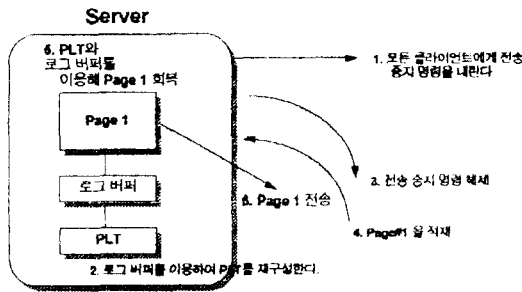 Server
5. PLT와
로그 버퍼를
이용해 Page 1 회복
Page 1
로그 버퍼
PLT
2. 로그 버퍼를 이용하여 PLT를 재구성한다.
1. 모든 클라이언트에게 전송
중지 명령을 내린다
3. 전송 중지 명령 해제
6. Page 1 전송
4. Page#1 을 적재